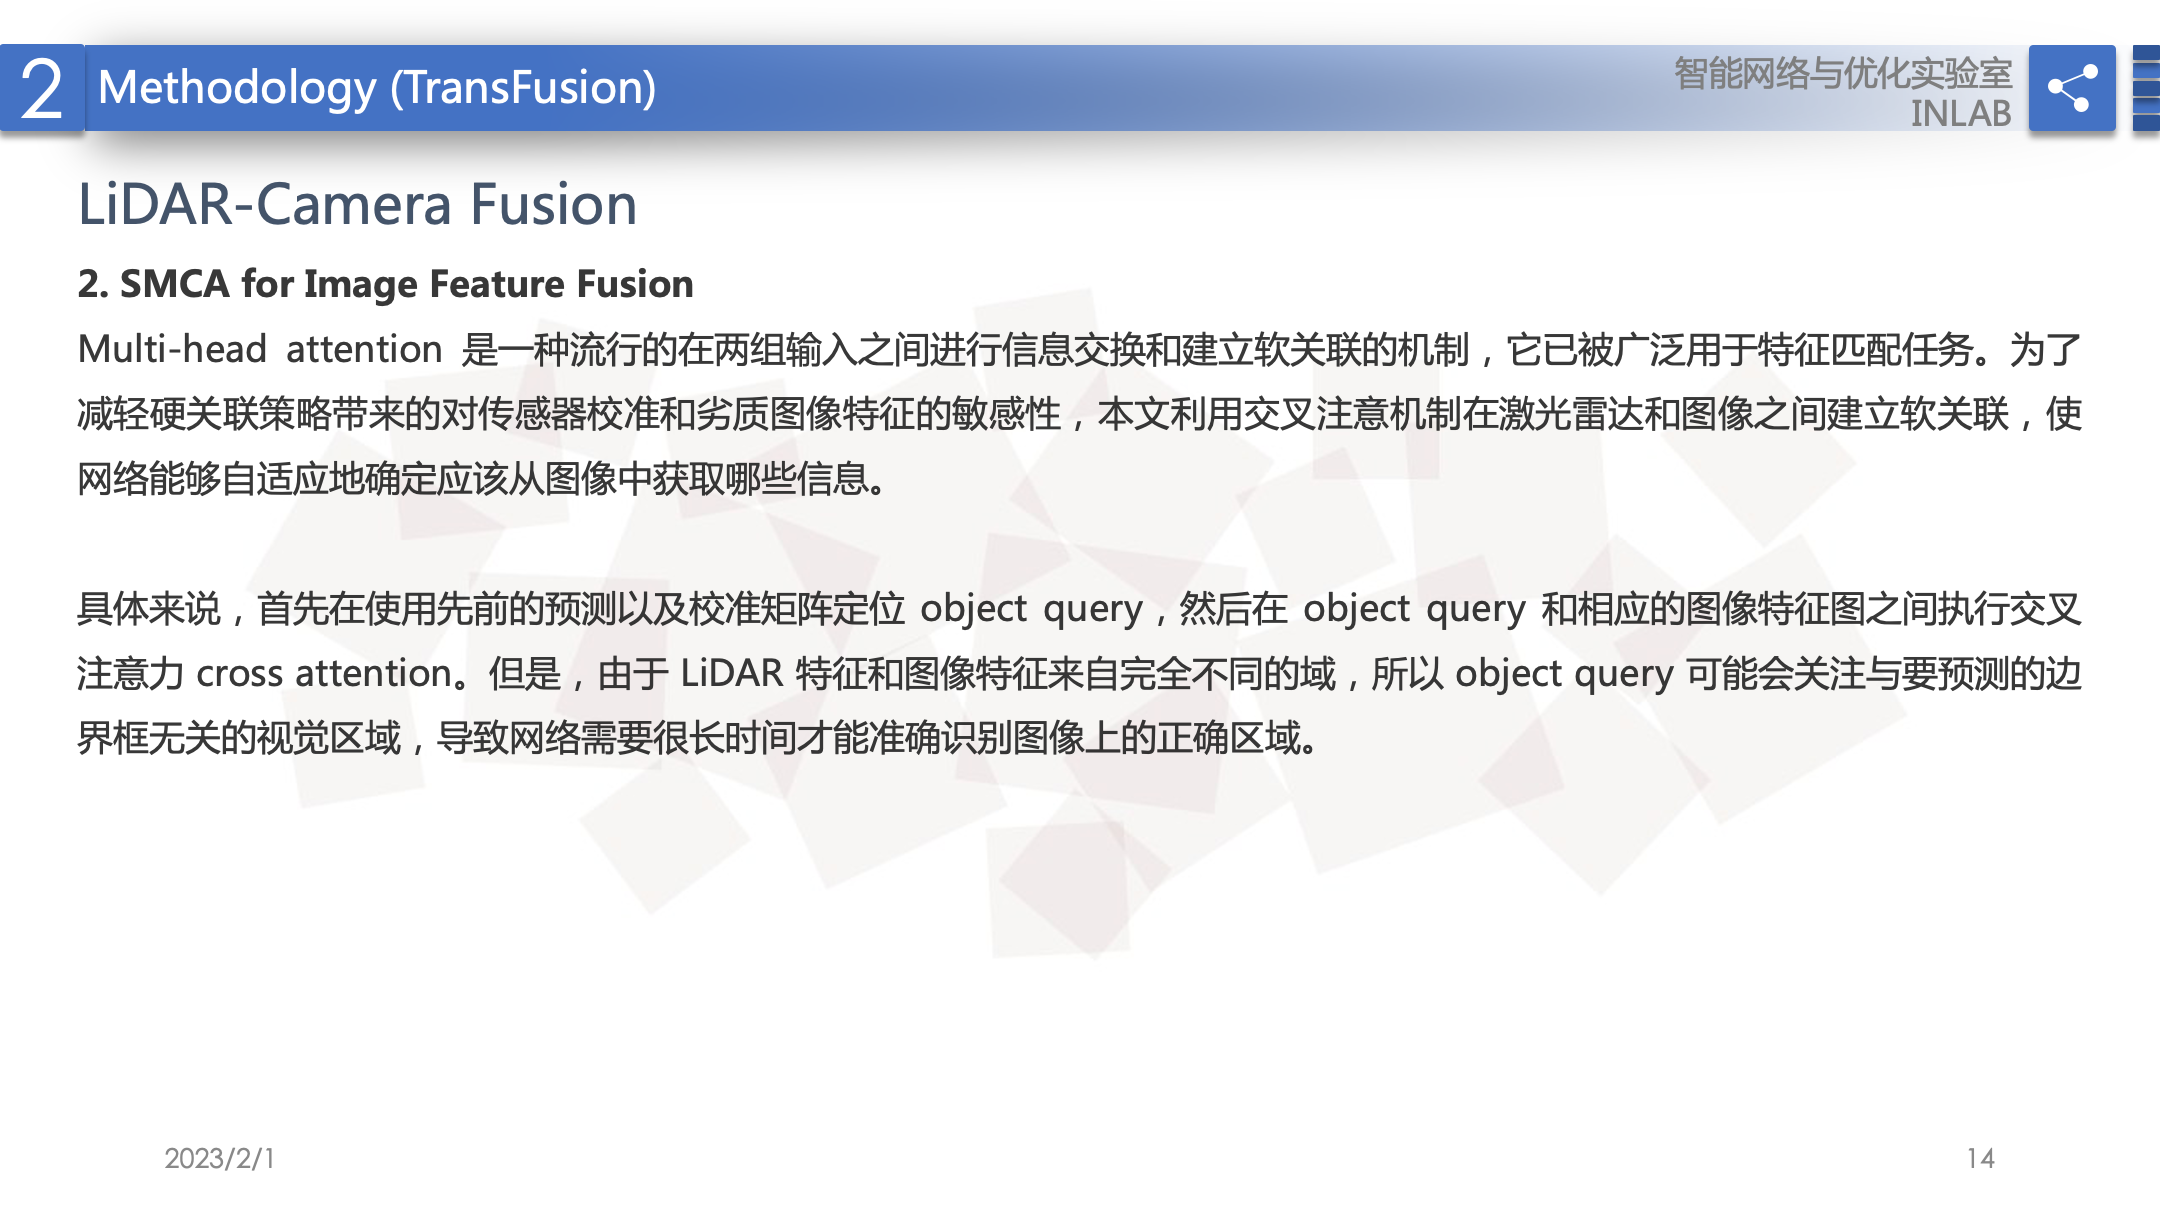 2
Methodology (TransFusion)
智能网络与优化实验室
INLAB
LiDAR-Camera Fusion
2. SMCA for Image Feature Fusion
Multi-head attention 是一种流行的在两组输入之间进行信息交换和建立软关联的机制，它已被广泛用于特征匹配任务。为了
减轻硬关联策略带来的对传感器校准和劣质图像特征的敏感性，本文利用交叉注意机制在激光雷达和图像之间建立软关联，使
网络能够自适应地确定应该从图像中获取哪些信息。
具体来说，首先在使用先前的预测以及校准矩阵定位 object query，然后在 object query 和相应的图像特征图之间执行交叉
注意力 cross attention。但是，由于 LiDAR 特征和图像特征来自完全不同的域，所以 object query 可能会关注与要预测的边
界框无关的视觉区域，导致网络需要很长时间才能准确识别图像上的正确区域。
2023/2/1
14